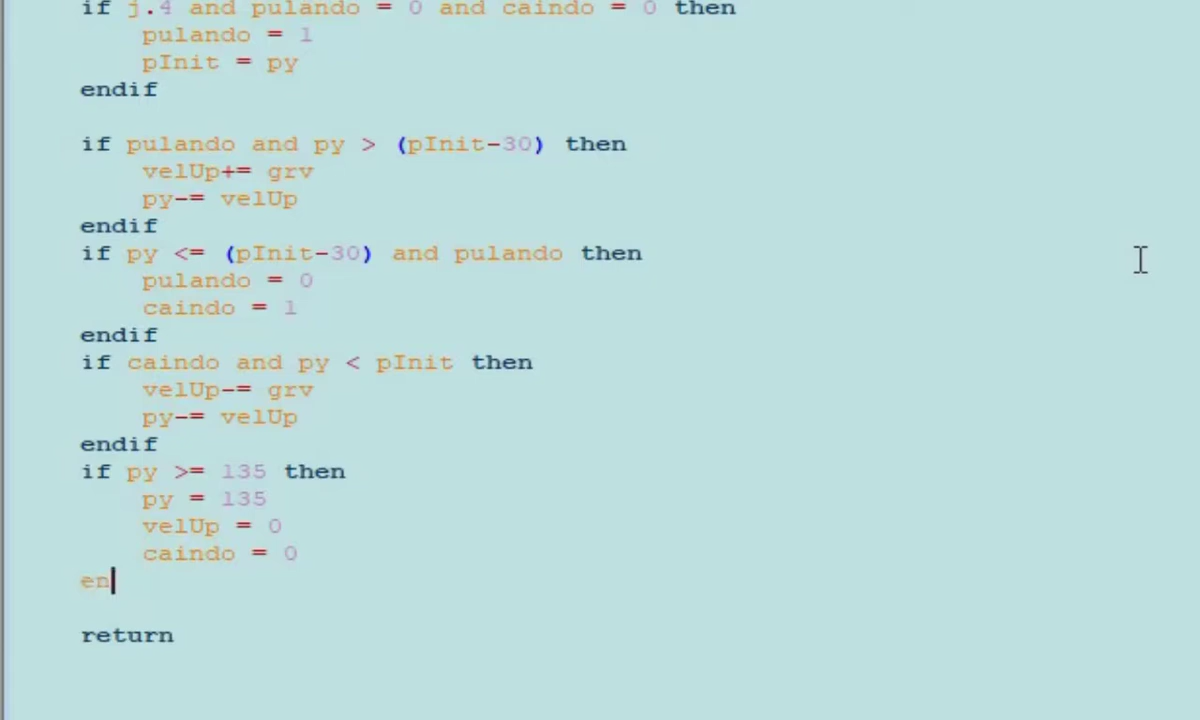 if j.4 and pulando = 0 and caindo = 0 then
pulando = 1
pInit = py
endif
if pulando and py > (pInit-30) then
velUp+= grv
py-= velUp
endif
if py <= (pInit-30) and pulando then
pulando = 0
caindo = 1
endif
if caindo and py < pInit then
velUp-= grv
py-= velUp
endif
if py >= 135 then
py = 135
velUp = 0
caindo = 0
en
return